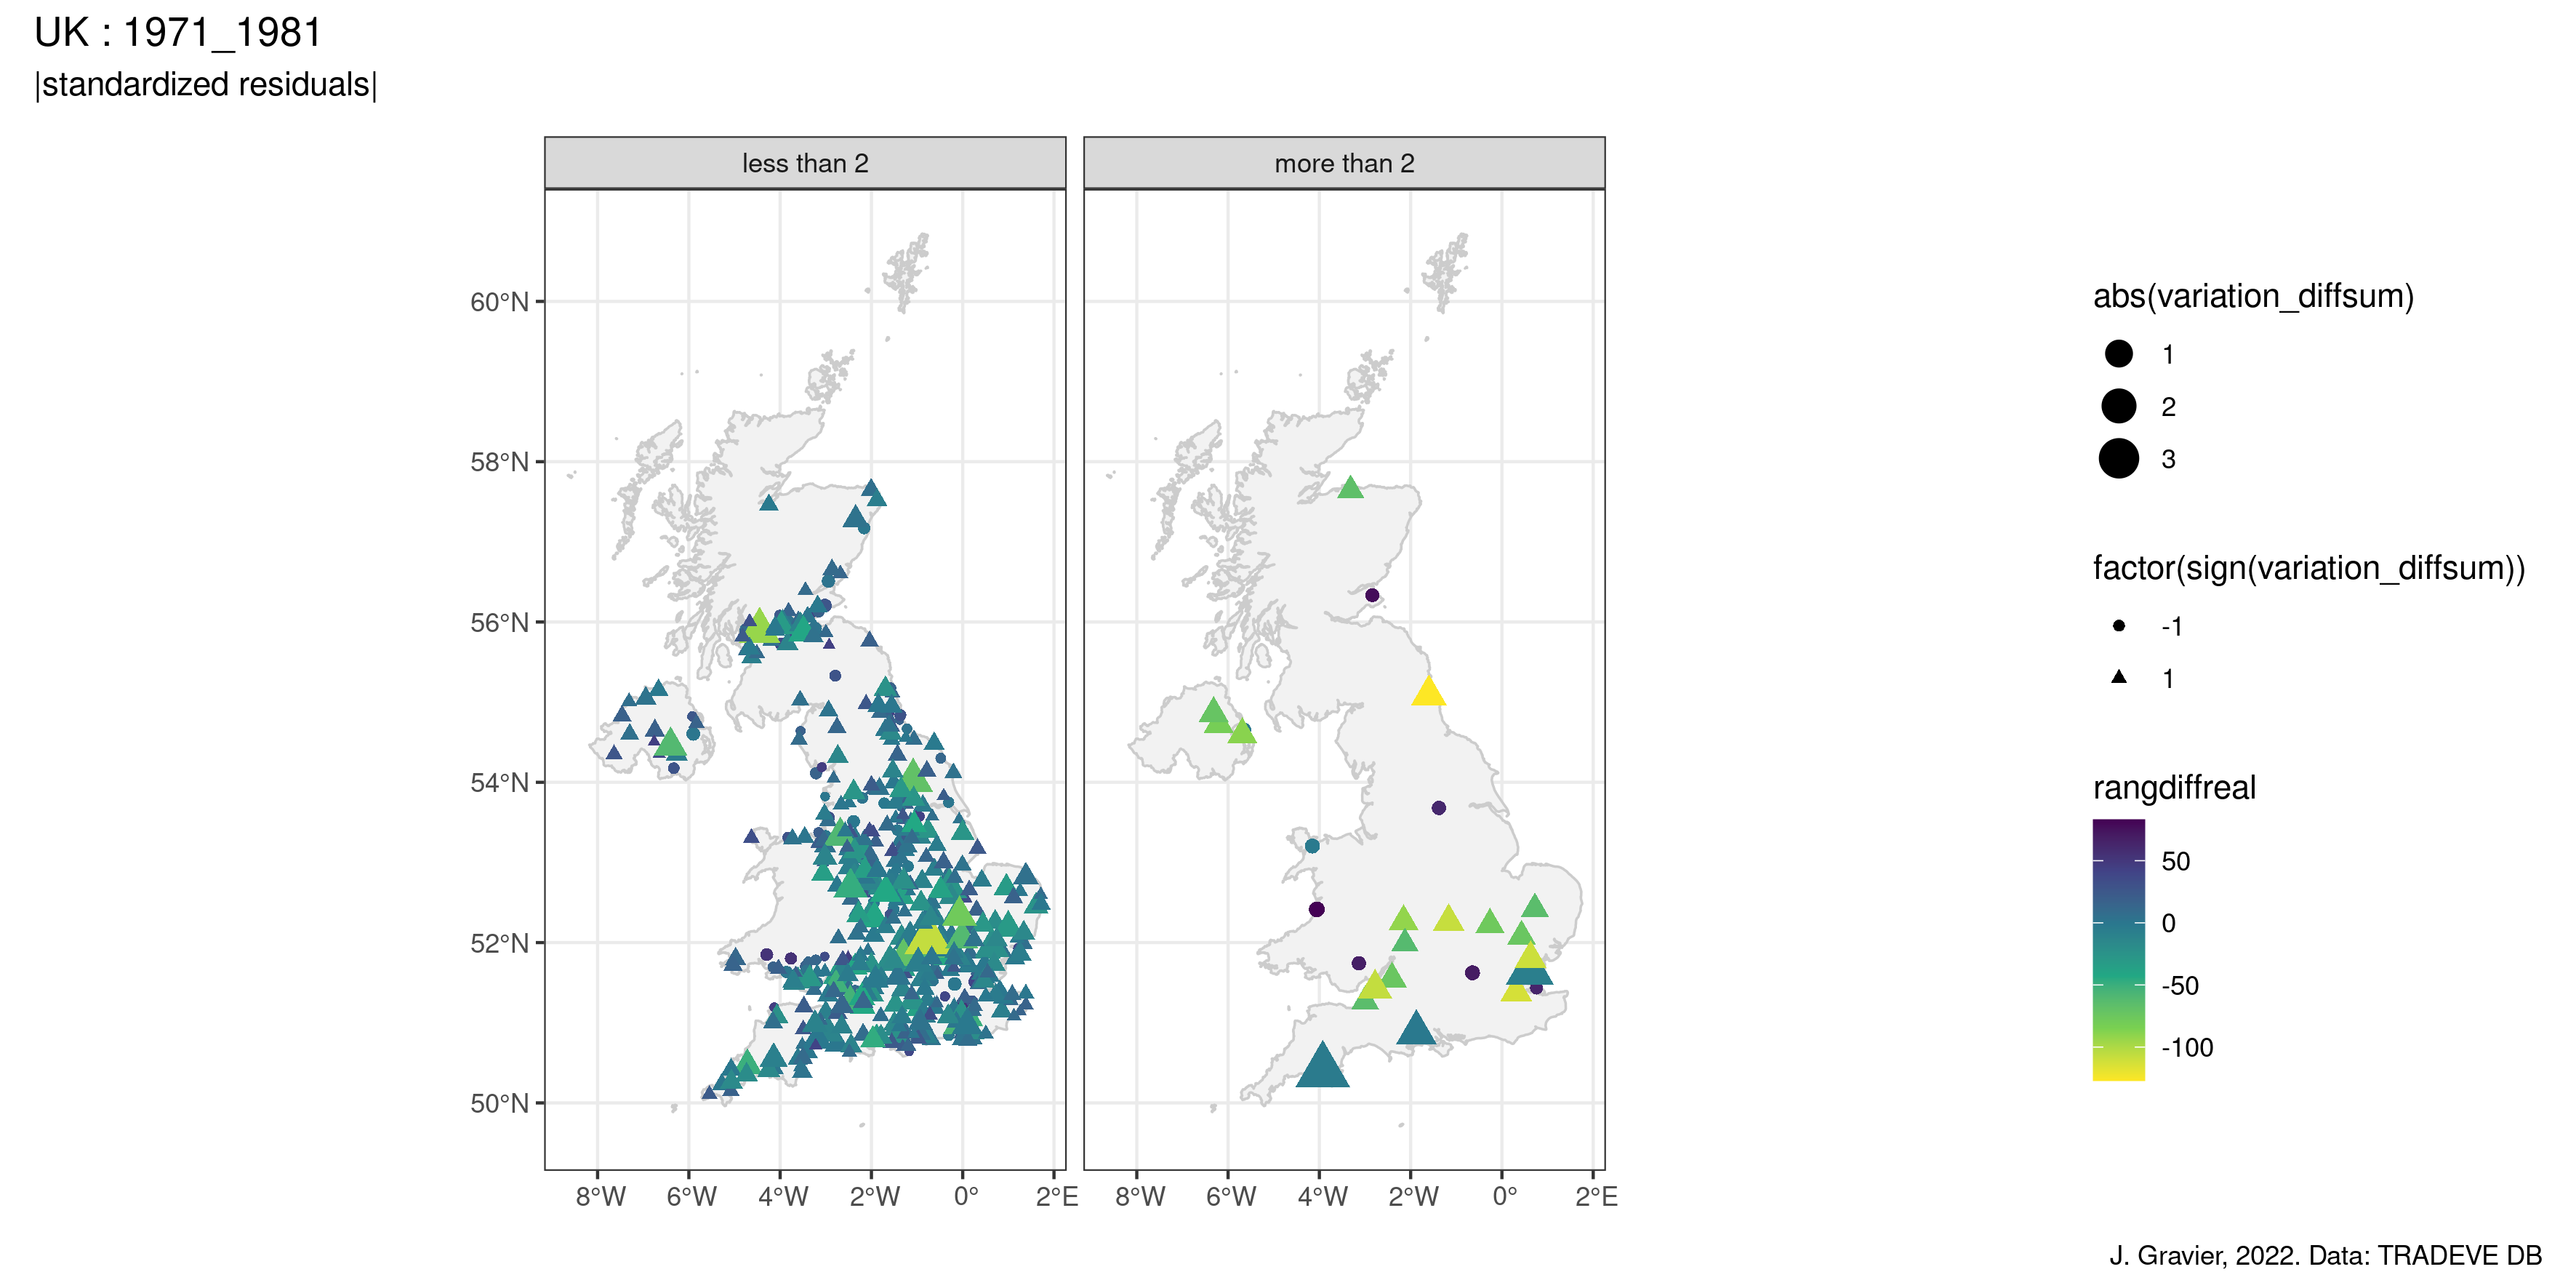 UK : 1971_1981
|standardized residuals|
less than 2
more than 2
60°N
58°N
56°N
54°N
52°N
50°N
8°W
6°W
4°W
2°W
0°
2°E
8°W
6°W
4°W
2°W
0°
2°E
abs(variation_diffsum)
1
2
3
factor(sign(variation_diffsum))
-1
1
rangdiffreal
50
0
-50
-100
J. Gravier, 2022. Data: TRADEVE DB